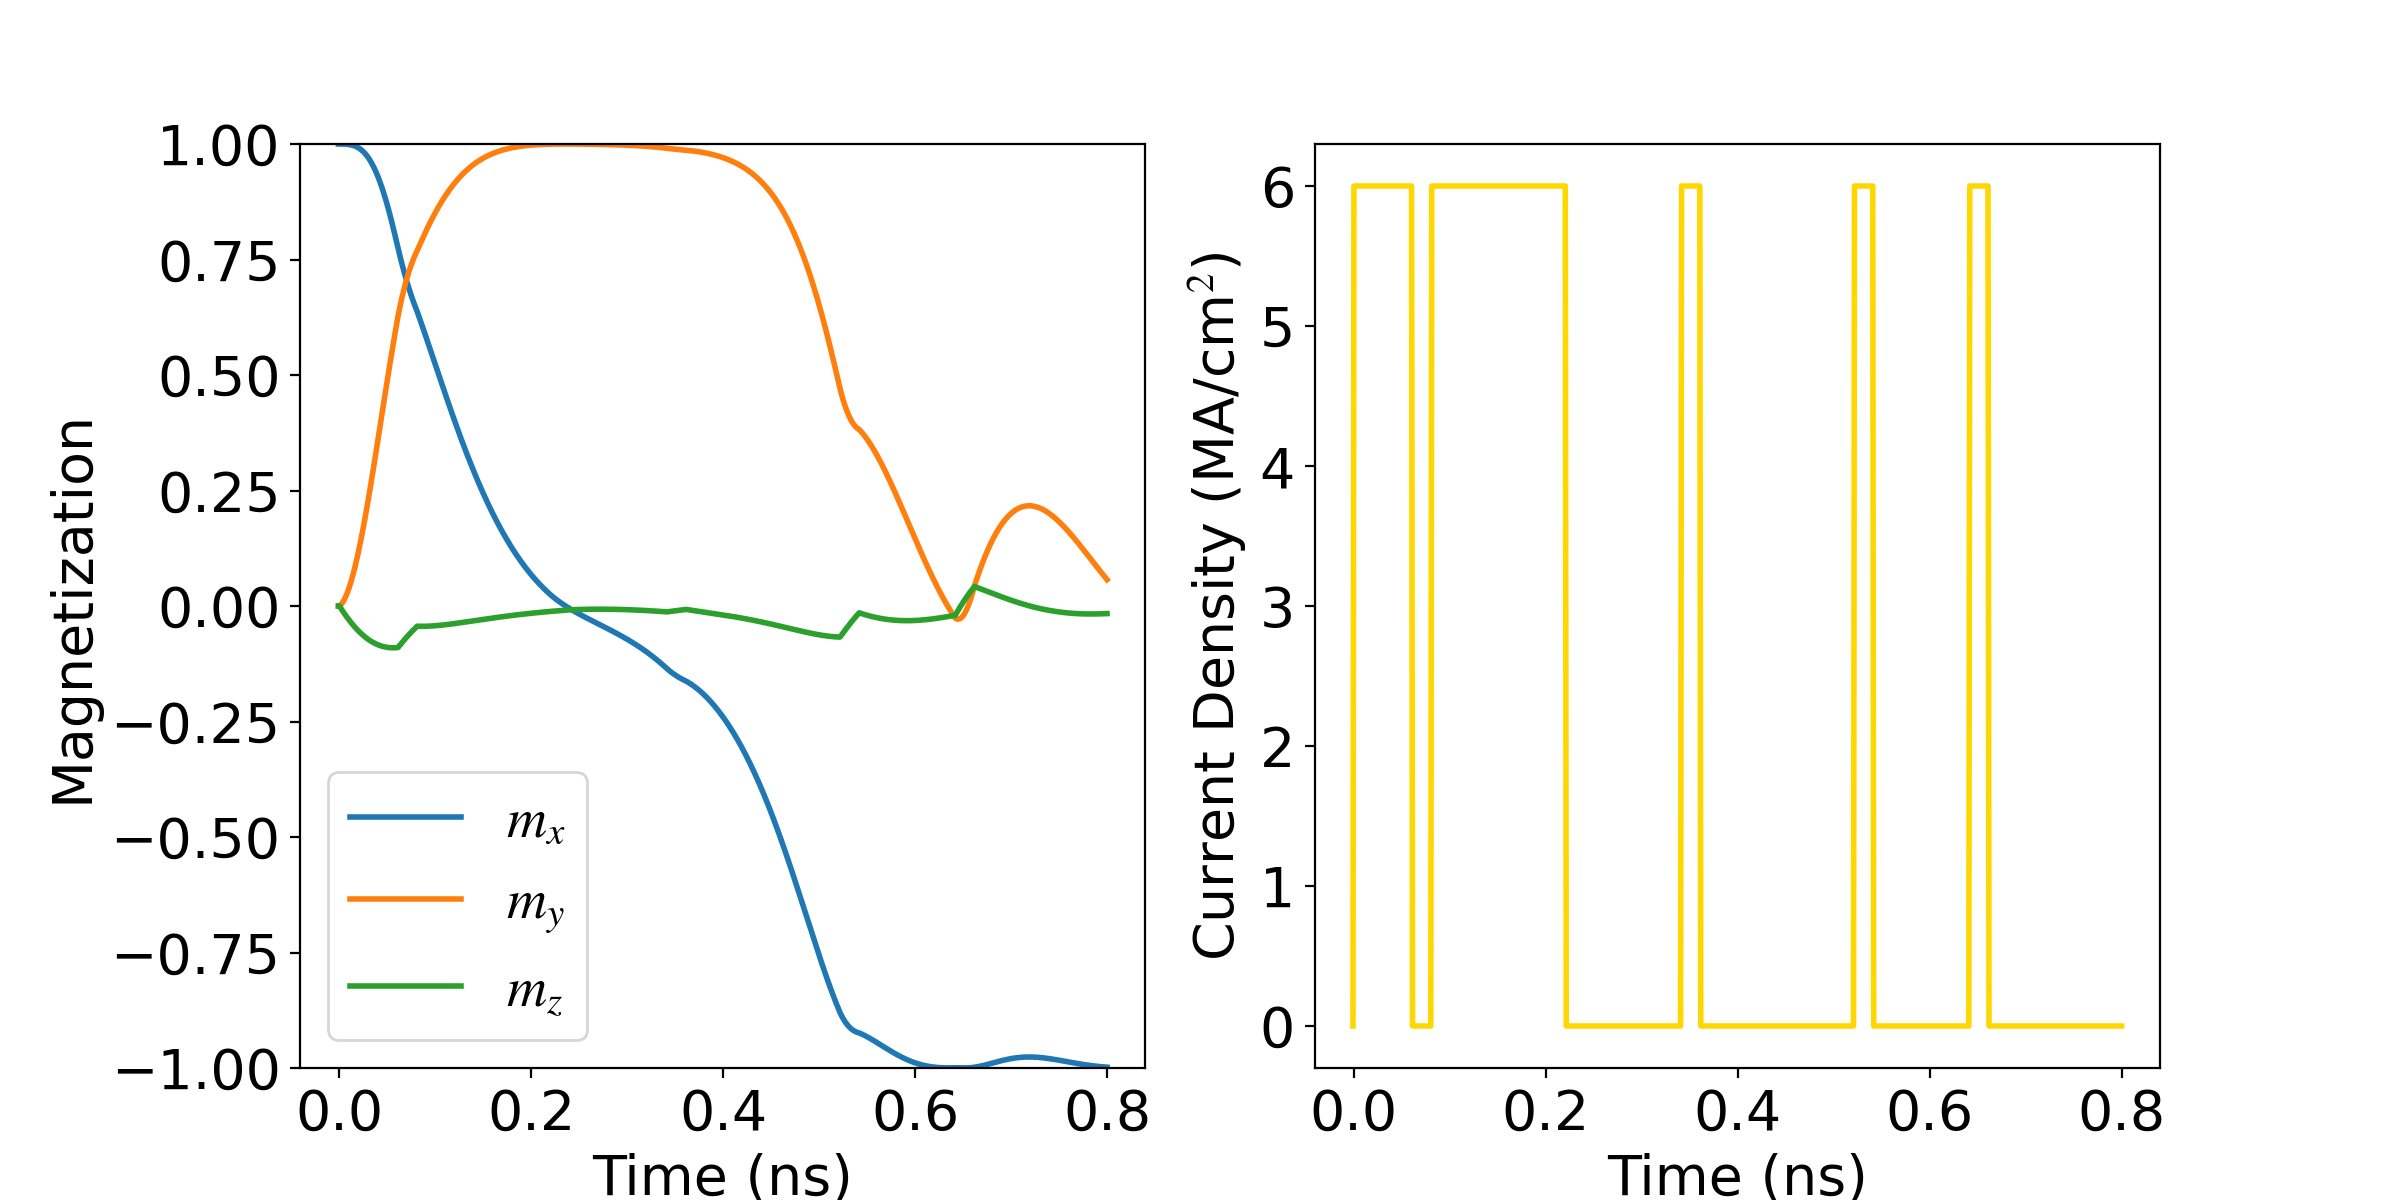 Magnetization
1.00
0.75
0.50
0.25
0.00
−0.25
−0.50
−0.75
−1.00
m_x
m_y
m_z
0.0 0.2 0.4 0.6 0.8
Time (ns)
Current Density (MA/cm²)
6
5
4
3
2
1
0
0.0 0.2 0.4 0.6 0.8
Time (ns)